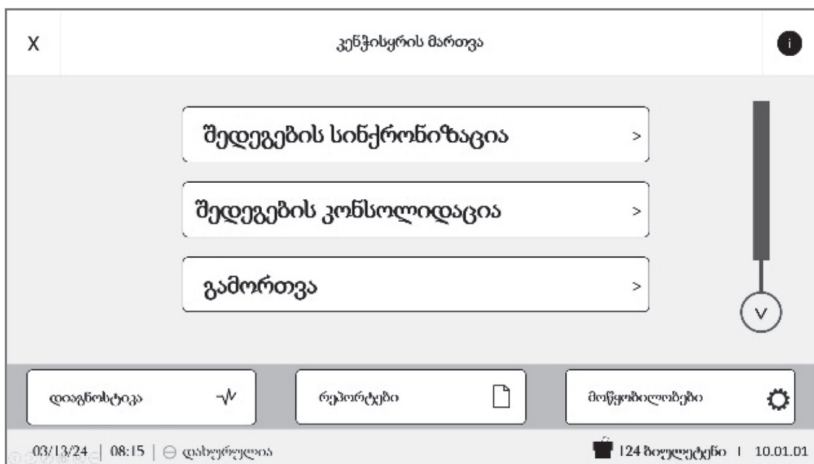 X კენჭისყრის მართვა i
შედეგების სინქრონიზაცია >
შედეგების კონსოლიდაცია >
გამორთვა >
დიაგნოსტიკა რეპორტები მოწყობილობები
03/13/24 | 08:15 | დახურულია 124 ბიულეტენი | 10.01.01